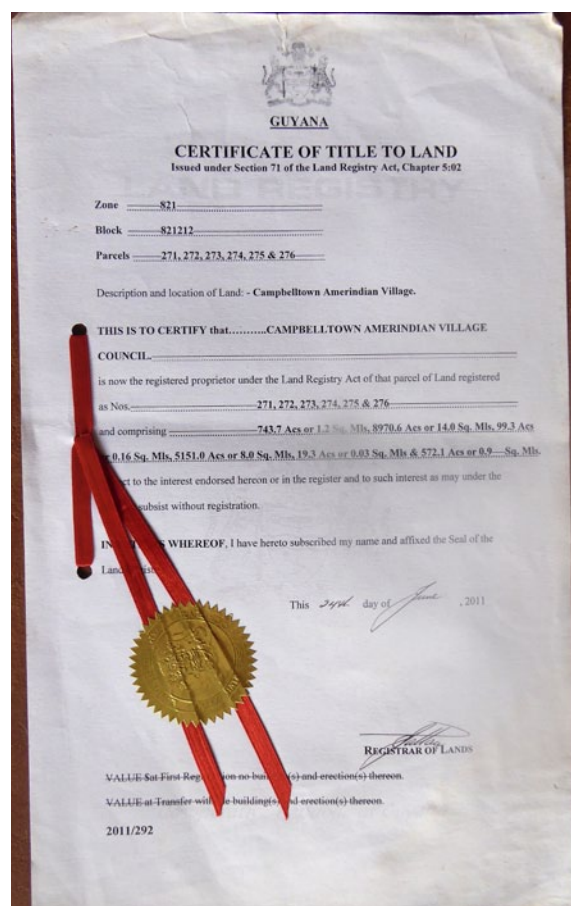 GUYANA
CERTIFICATE OF TITLE TO LAND
Issued under Section 71 of the Land Registry Act, Chapter 5:02
LAND REGISTRY
Zone 821
Block 821212
Parcels 271, 272, 273, 274, 275 & 276
Description and location of Land: - Campbelltown Amerindian Village.
THIS IS TO CERTIFY that..........CAMPBELLTOWN AMERINDIAN VILLAGE
COUNCIL.
is now the registered proprietor under the Land Registry Act of that parcel of Land registered
as Nos. 271, 272, 273, 274, 275 & 276
and comprising 743.7 Acs or 1.2 Sq. Mls, 8970.6 Acs or 14.0 Sq. Mls, 99.3 Acs
or 0.16 Sq. Mls, 5151.0 Acs or 8.0 Sq. Mls, 19.3 Acs or 0.03 Sq. Mls & 572.1 Acs or 0.9 Sq. Mls.
to the interest endorsed hereon or in the register and to such interest as may under the
subsist without registration.
WHEREOF, I have hereto subscribed my name and affixed the Seal of the
This day of June , 2011
REGISTRAR OF LANDS
VALUE $at First no and erection(s) thereon.
VALUE at Transfer building(s) erection(s) thereon.
2011/292